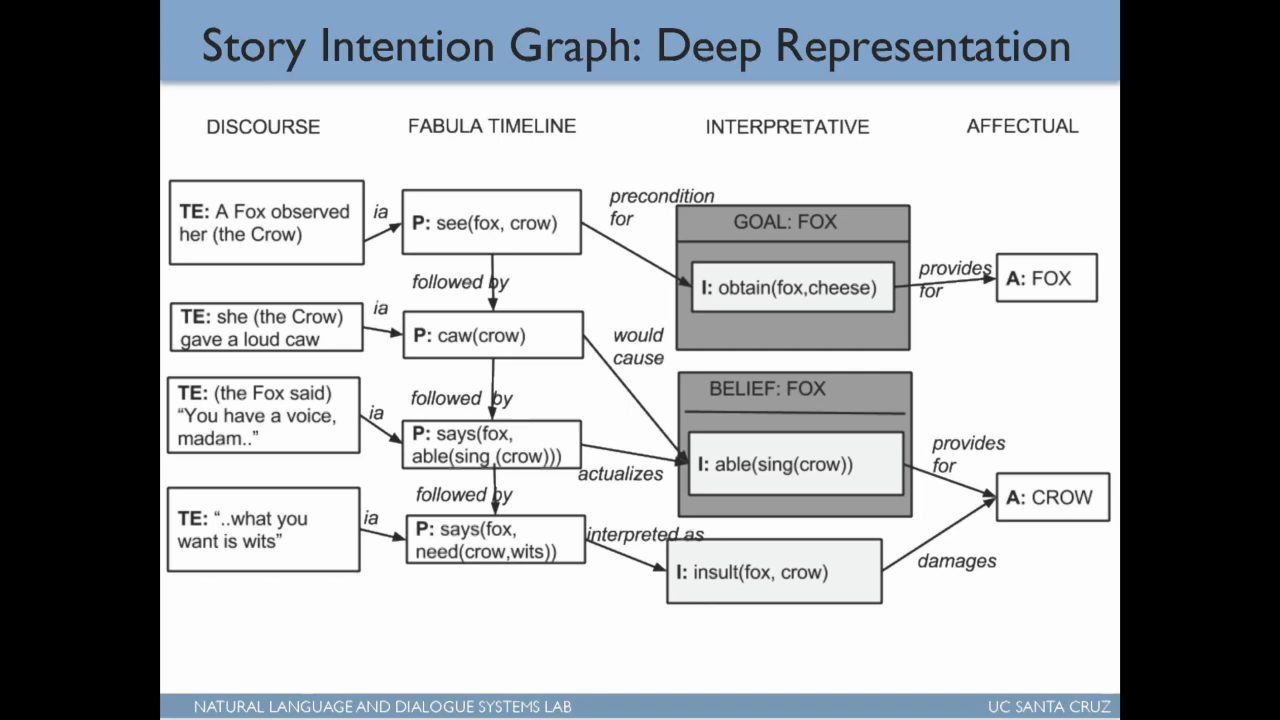 Story Intention Graph: Deep Representation
DISCOURSE
FABULA TIMELINE
INTERPRETATIVE
AFFECTUAL
TE: A Fox observed
her (the Crow)
ia
P: see(fox, crow)
precondition
for
GOAL: FOX
I: obtain(fox,cheese)
provides
for
A: FOX
followed by
TE: she (the Crow)
gave a loud caw
ia
P: caw(crow)
would
cause
followed by
BELIEF: FOX
TE: (the Fox said)
“You have a voice,
madam..”
ia
P: says(fox,
able(sing (crow)))
actualizes
I: able(sing(crow))
provides
for
A: CROW
followed by
TE: “..what you
want is wits”
ia
P: says(fox,
need(crow,wits))
interpreted as
I: insult(fox, crow)
damages
NATURAL LANGUAGE AND DIALOGUE SYSTEMS LAB
UC SANTA CRUZ